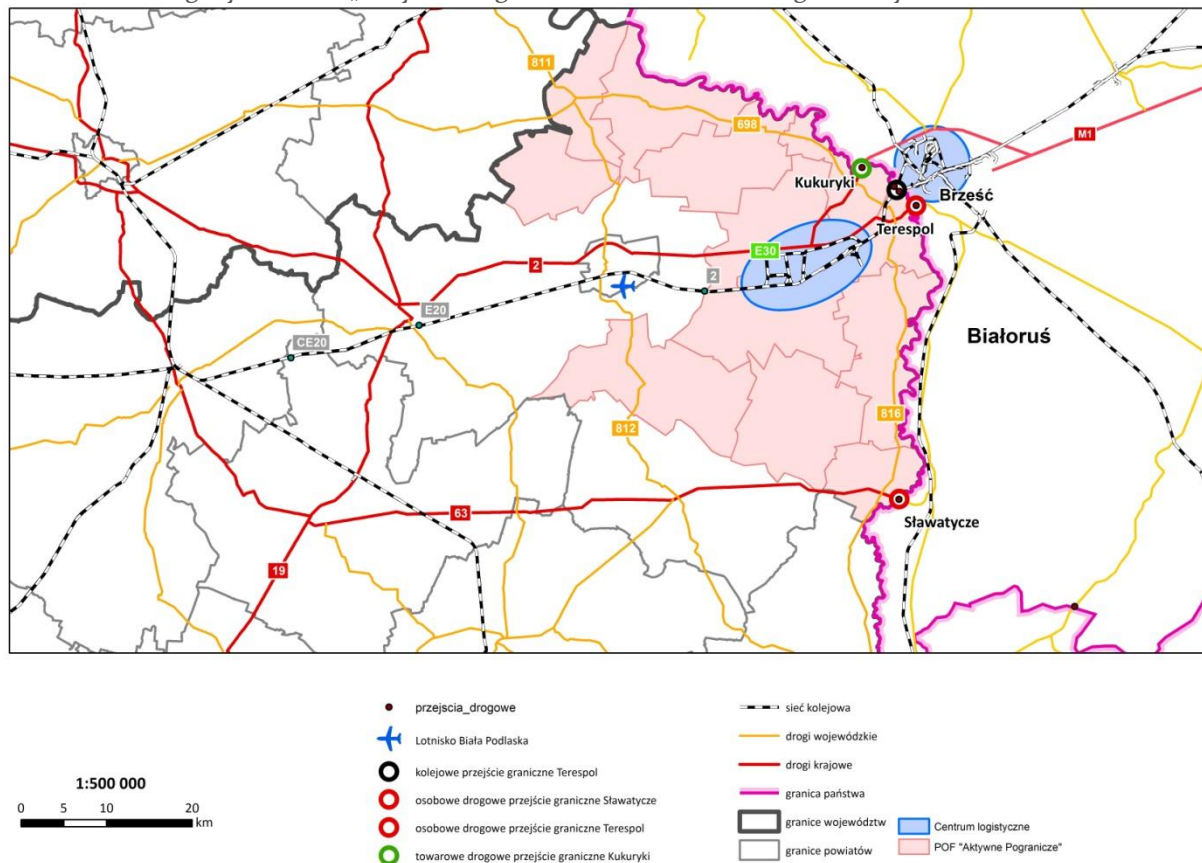 811
698
M1
Kukuryki
Brześć
Terespol
E30
2
2
E20
CE20
Białoruś
816
812
63
Sławatycze
19
przejscia_drogowe
Lotnisko Biała Podlaska
kolejowe przejście graniczne Terespol
osobowe drogowe przejście graniczne Sławatycze
osobowe drogowe przejście graniczne Terespol
towarowe drogowe przejście graniczne Kukuryki
sieć kolejowa
drogi wojewódzkie
drogi krajowe
granica państwa
granice województw
granice powiatów
Centrum logistyczne
POF "Aktywne Pogranicze"
1:500 000
0 5 10 20
km